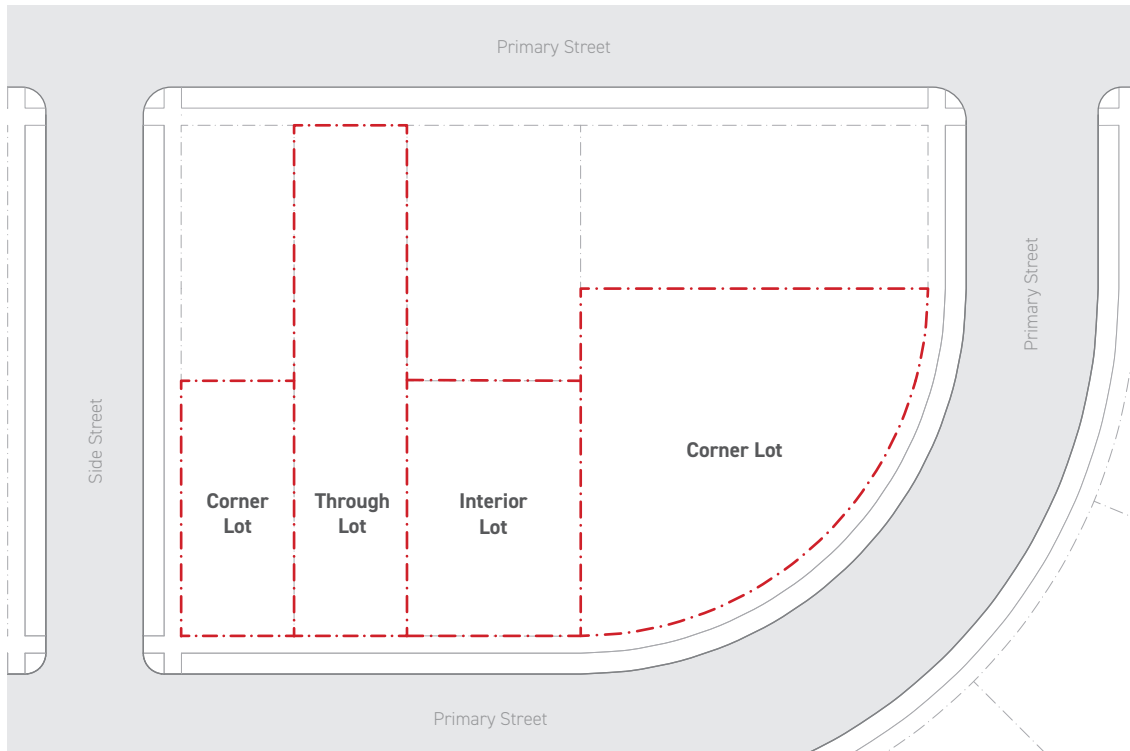 Primary Street
Primary Street
Side Street
Corner Lot
Corner
Lot
Through
Lot
Interior
Lot
Primary Street